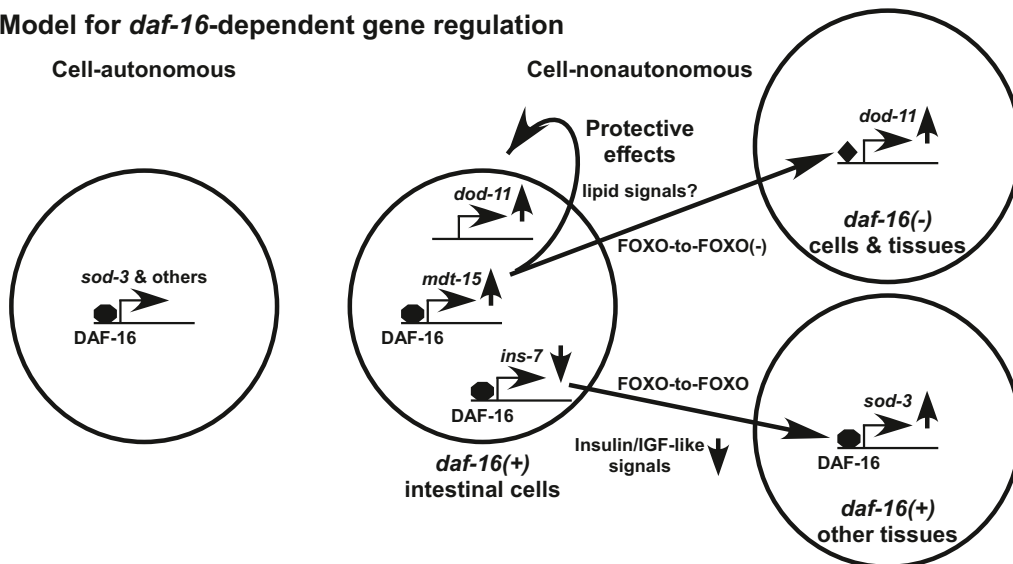 Model for daf-16-dependent gene regulation
Cell-autonomous
sod-3 & others
DAF-16
Cell-nonautonomous
Protective
effects
dod-11
lipid signals?
mdt-15
DAF-16
FOXO-to-FOXO(-)
ins-7
DAF-16
FOXO-to-FOXO
Insulin/IGF-like
signals
daf-16(+)
intestinal cells
dod-11
daf-16(-)
cells & tissues
sod-3
DAF-16
daf-16(+)
other tissues